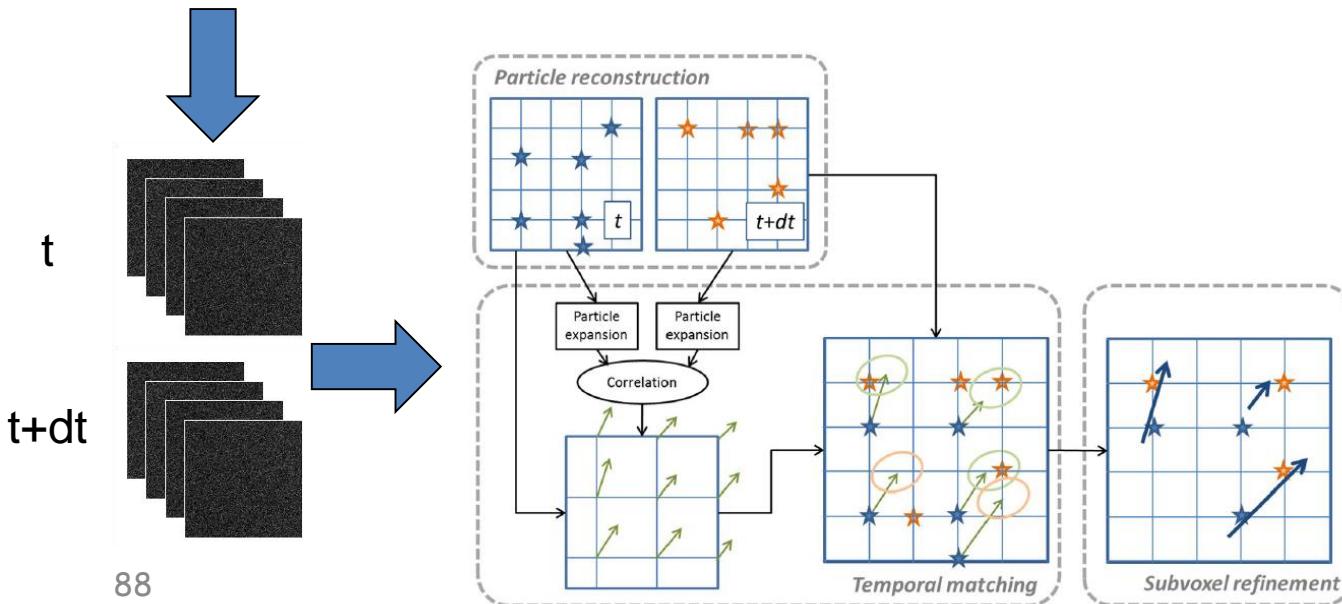 Particle reconstruction
t
t+dt
t
t+dt
Particle
expansion
Particle
expansion
Correlation
Temporal matching
Subvoxel refinement
88